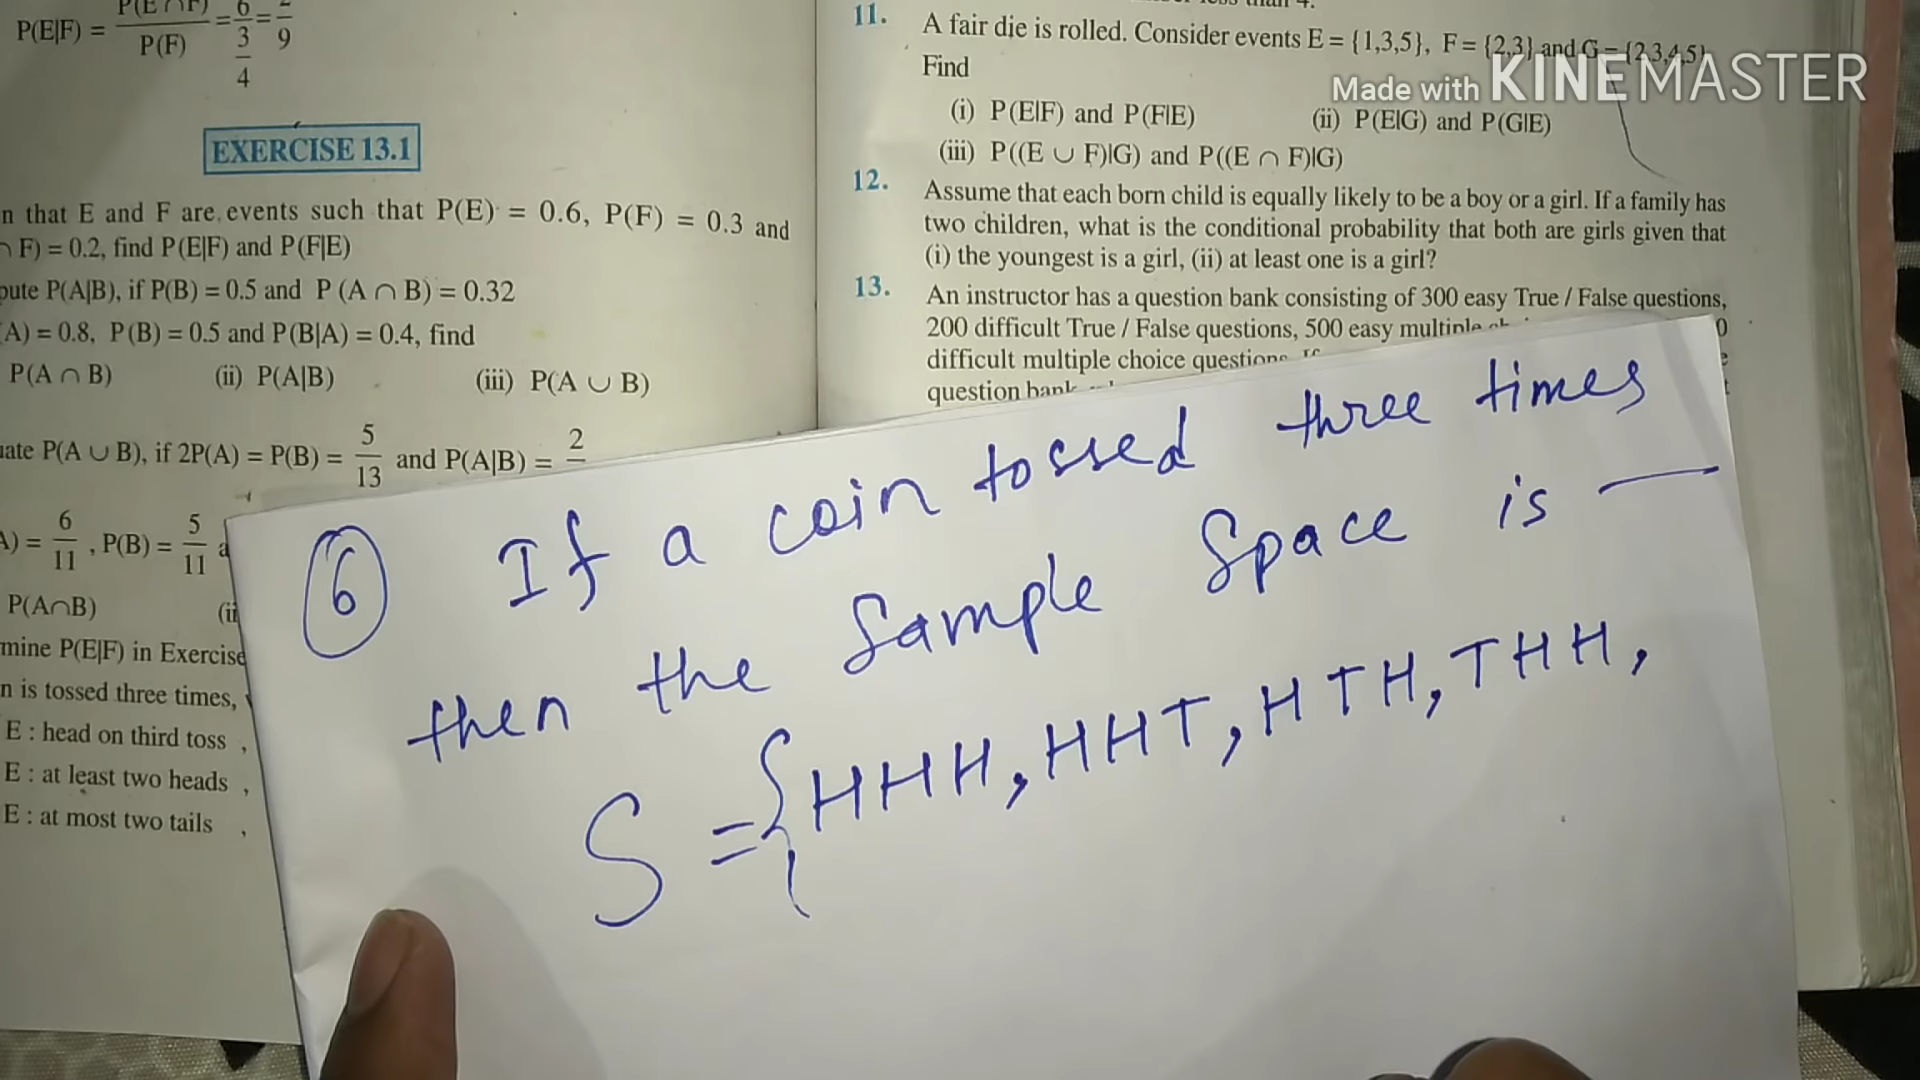 P(E|F) = P(E ∩ F) / P(F) = 6 / 3/4 = 2/9
EXERCISE 13.1
n that E and F are events such that P(E) = 0.6, P(F) = 0.3 and
∩ F) = 0.2, find P(E|F) and P(F|E)
pute P(A|B), if P(B) = 0.5 and P (A ∩ B) = 0.32
A) = 0.8, P(B) = 0.5 and P(B|A) = 0.4, find
P(A ∩ B) (ii) P(A|B) (iii) P(A ∪ B)
uate P(A ∪ B), if 2P(A) = P(B) = 5/13 and P(A|B) = 2
A) = 6/11 , P(B) = 5/11 a
P(A∩B) (ii
mine P(E|F) in Exercise
n is tossed three times,
E : head on third toss ,
E : at least two heads ,
E : at most two tails ,
11. A fair die is rolled. Consider events E = {1,3,5}, F = {2,3} and G = {2,3,4,5}
Find
(i) P(E|F) and P(F|E) (ii) P(E|G) and P(G|E)
(iii) P((E ∪ F)|G) and P((E ∩ F)|G)
12. Assume that each born child is equally likely to be a boy or a girl. If a family has
two children, what is the conditional probability that both are girls given that
(i) the youngest is a girl, (ii) at least one is a girl?
13. An instructor has a question bank consisting of 300 easy True / False questions,
200 difficult True / False questions, 500 easy multiple
difficult multiple choice questions.
question bank
Made with KINEMASTER
6 If a coin tossed three times
then the Sample Space is —
S = {HHH, HHT, HTH, THH,